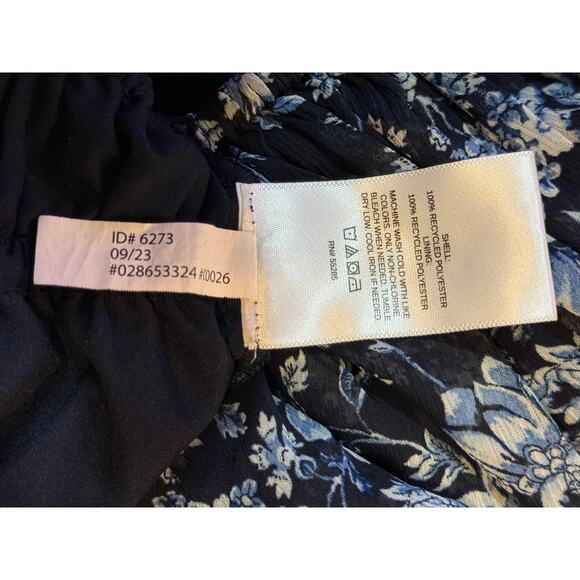 ID# 6273
09/23
#028653324 #f0026
SHELL:
100% RECYCLED POLYESTER
LINING:
100% RECYCLED POLYESTER
MACHINE WASH COLD WITH LIKE
COLORS. ONLY NON-CHLORINE
BLEACH WHEN NEEDED. TUMBLE
DRY LOW. COOL IRON IF NEEDED.
RN# 55285